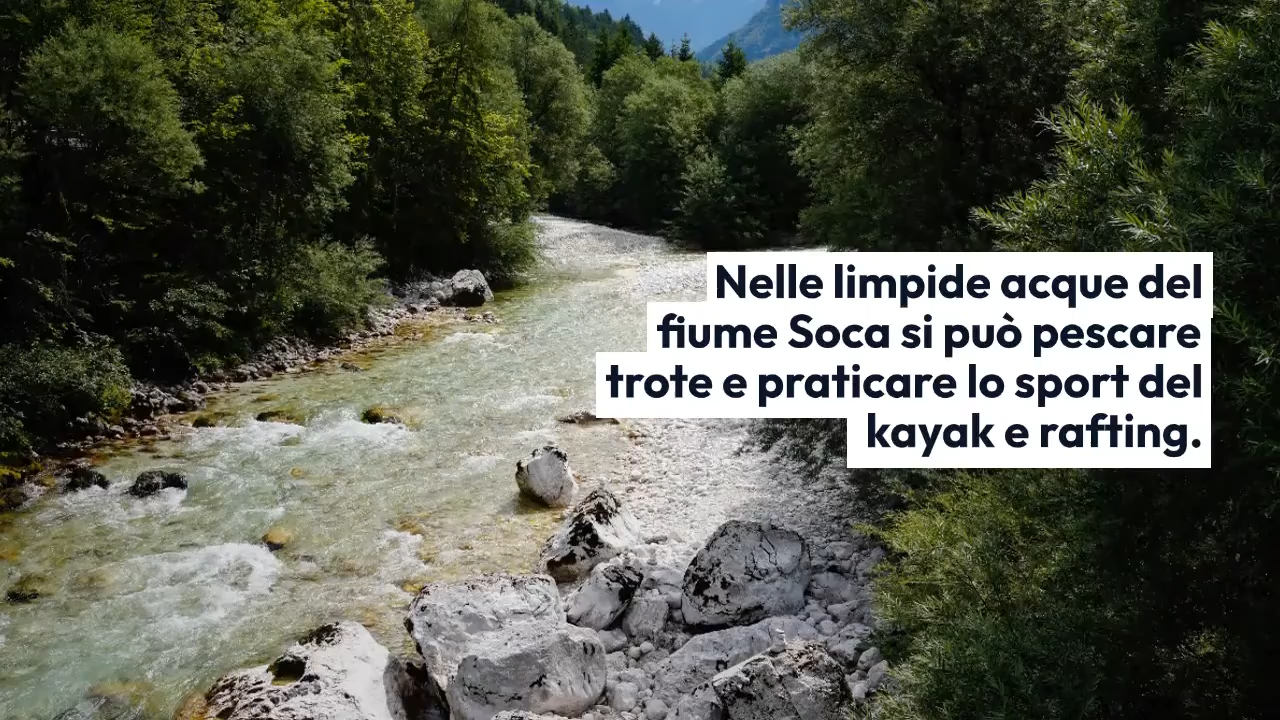 Nelle limpide acque del
fiume Soca si può pescare
trote e praticare lo sport del
kayak e rafting.